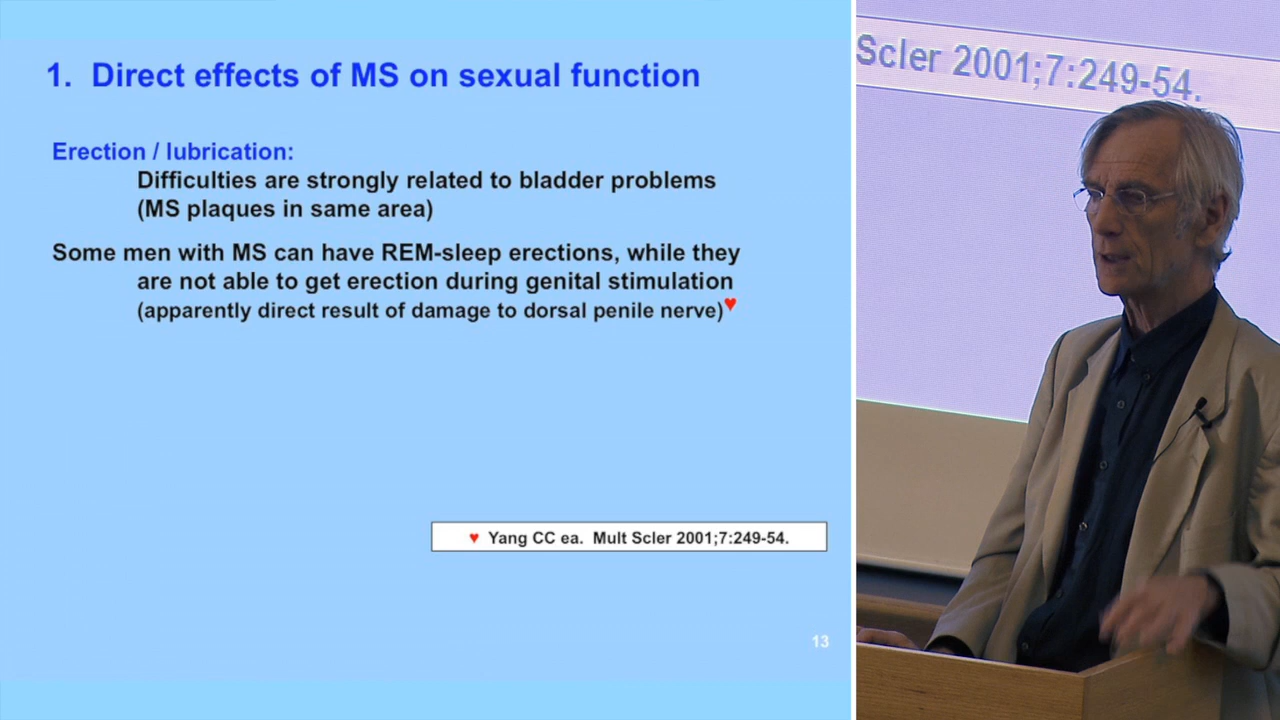 1. Direct effects of MS on sexual function
Erection / lubrication:
Difficulties are strongly related to bladder problems
(MS plaques in same area)
Some men with MS can have REM-sleep erections, while they
are not able to get erection during genital stimulation
(apparently direct result of damage to dorsal penile nerve)♥
♥ Yang CC ea. Mult Scler 2001;7:249-54.
13
Scler 2001;7:249-54.